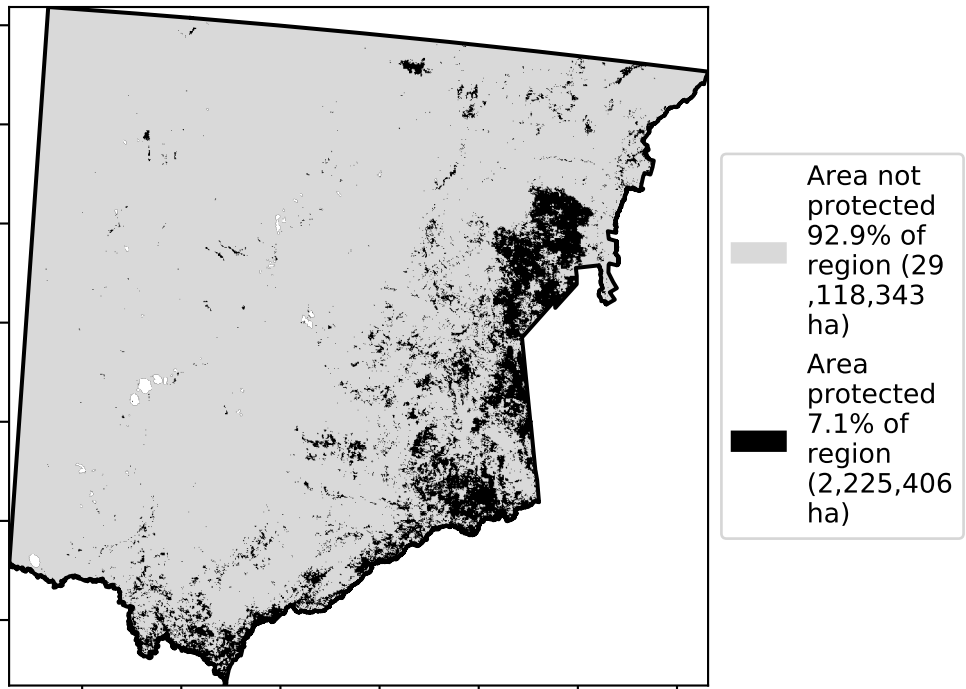 Area not
protected
92.9% of
region (29
,118,343
ha)
Area
protected
7.1% of
region
(2,225,406
ha)